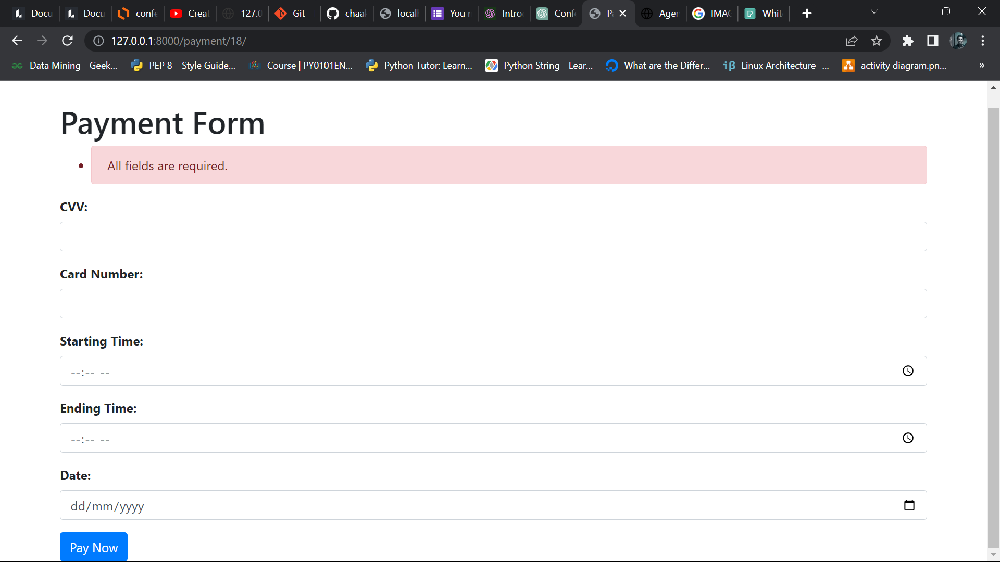 Docu Docu confe Creat 127.0 Git - chaal locall You r Intro Conf P Agen IMAG Whit
127.0.0.1:8000/payment/18/
Data Mining - Geek... PEP 8 – Style Guide... Course | PY0101EN... Python Tutor: Learn... Python String - Lear... What are the Differ... Linux Architecture -... activity diagram.pn... »
Payment Form
All fields are required.
CVV:
Card Number:
Starting Time:
--:-- --
Ending Time:
--:-- --
Date:
dd/mm/yyyy
Pay Now